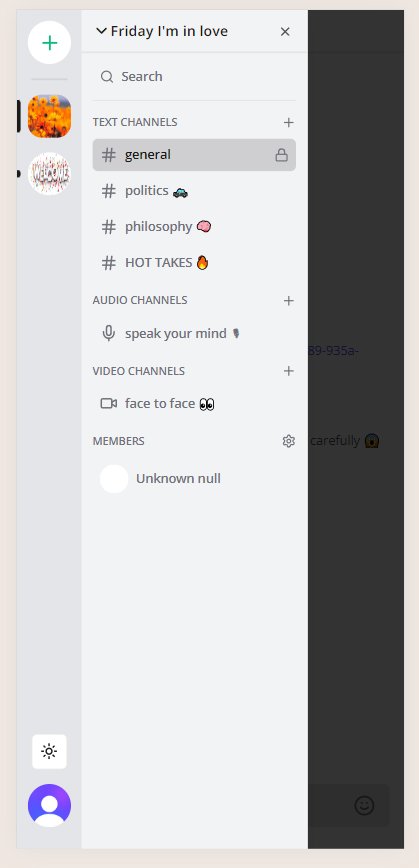 Friday I'm in love
Search
TEXT CHANNELS
general
politics 🚓
philosophy 🧠
HOT TAKES 🔥
AUDIO CHANNELS
speak your mind 🎙
VIDEO CHANNELS
face to face 👀
MEMBERS
Unknown null
89-935a-
carefully 😱